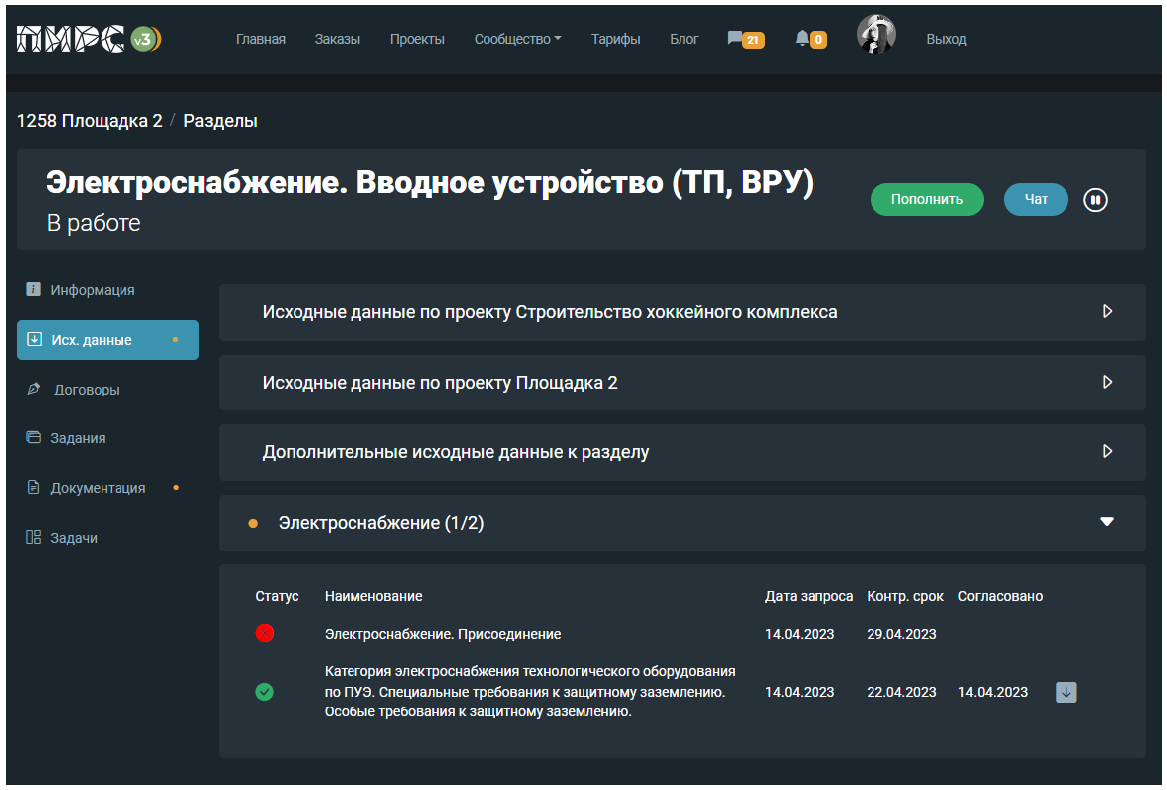 ПИРС v3 Главная Заказы Проекты Сообщество Тарифы Блог 21 0 Выход
1258 Площадка 2 / Разделы
Электроснабжение. Вводное устройство (ТП, ВРУ)
В работе
Пополнить Чат
Информация
Исх. данные
Договоры
Задания
Документация
Задачи
Исходные данные по проекту Строительство хоккейного комплекса
Исходные данные по проекту Площадка 2
Дополнительные исходные данные к разделу
Электроснабжение (1/2)
Статус Наименование Дата запроса Контр. срок Согласовано
Электроснабжение. Присоединение 14.04.2023 29.04.2023
Категория электроснабжения технологического оборудования
по ПУЭ. Специальные требования к защитному заземлению. 14.04.2023 22.04.2023 14.04.2023
Особые требования к защитному заземлению.